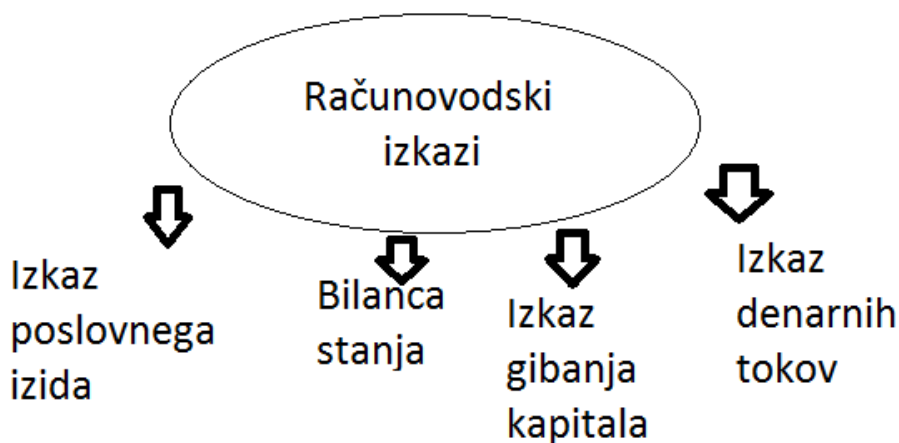 Računovodski
izkazi
Izkaz
poslovnega
izida
Bilanca
stanja
Izkaz
gibanja
kapitala
Izkaz
denarnih
tokov